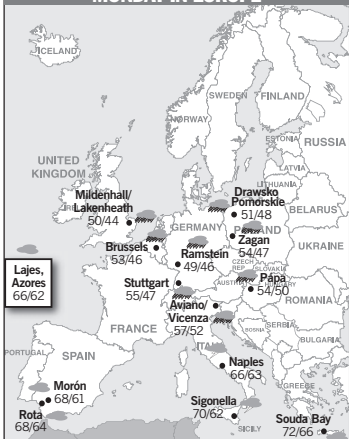 MONDAY IN EUROPE
ICELAND
SWEDEN
FINLAND
NORWAY
ESTONIA
RUSSIA
LATVIA
UNITED
KINGDOM
LITHUANIA
Mildenhall/
Lakenheath
50/44
Drawsko
Pomorskie
51/48
BELARUS
GERMANY
Brussels
53/46
Ramstein
49/46
Zagan
54/47
UKRAINE
CZECH
REP
SLOVAKIA
Lajes,
Azores
66/62
Stuttgart
55/47
AUSTRIA
Pápa
54/50
HUNGARY
ROMANIA
Aviano/
Vicenza
57/52
FRANCE
BOSNIA
SERBIA
BULGARIA
ITALY
PORTUGAL
SPAIN
Naples
66/63
Morón
68/61
GREECE
Sigonella
70/62
Rota
68/64
SICILY
Souda Bay
72/66